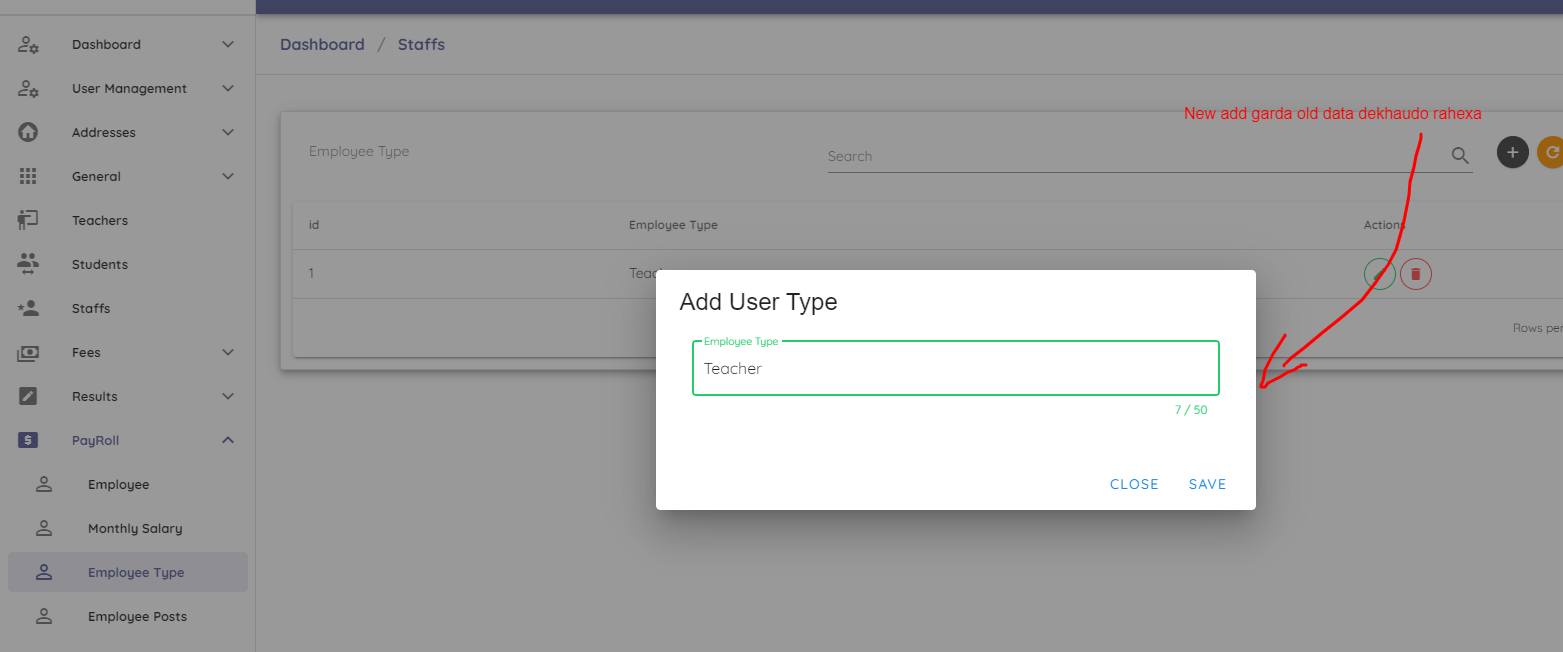 Dashboard
User Management
Addresses
General
Teachers
Students
Staffs
Fees
Results
PayRoll
Employee
Monthly Salary
Employee Type
Employee Posts
Dashboard / Staffs
New add garda old data dekhaudo rahexa
Employee Type
Search
id Employee Type Actions
1 Teac
Rows per
Add User Type
Employee Type
Teacher
7 / 50
CLOSE SAVE